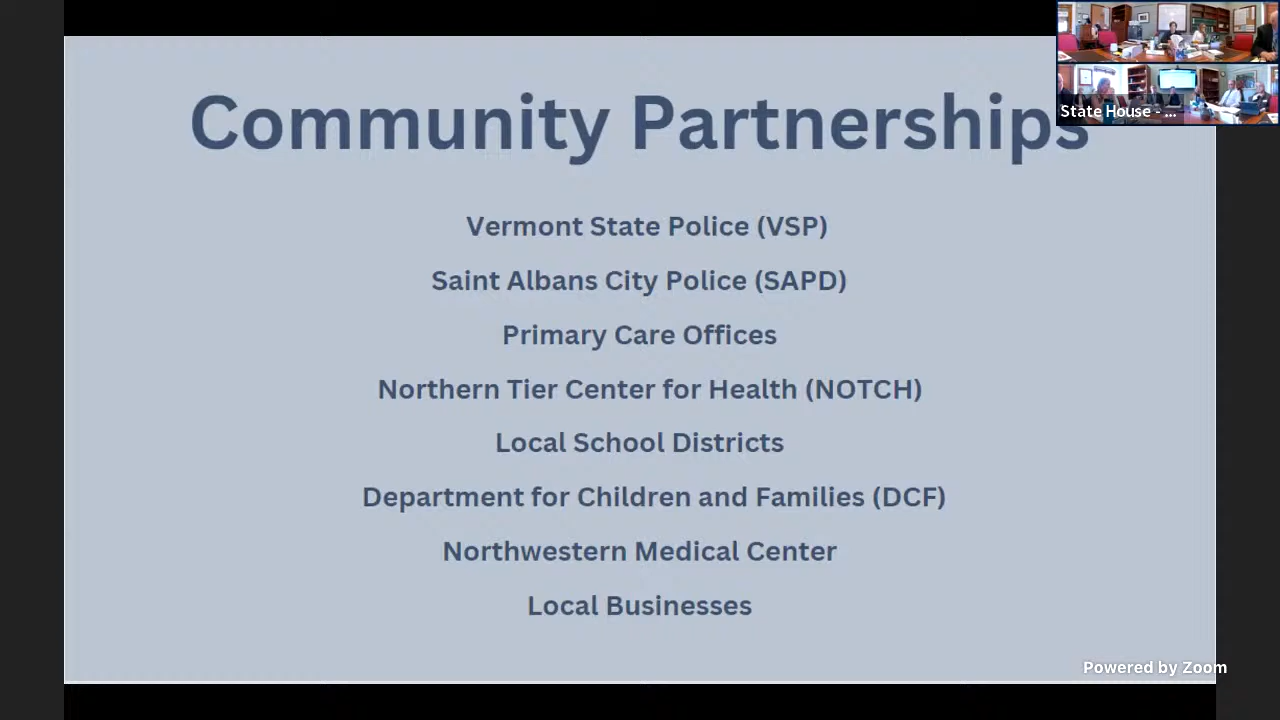 Community Partnerships
State House - ...
Vermont State Police (VSP)
Saint Albans City Police (SAPD)
Primary Care Offices
Northern Tier Center for Health (NOTCH)
Local School Districts
Department for Children and Families (DCF)
Northwestern Medical Center
Local Businesses
Powered by Zoom